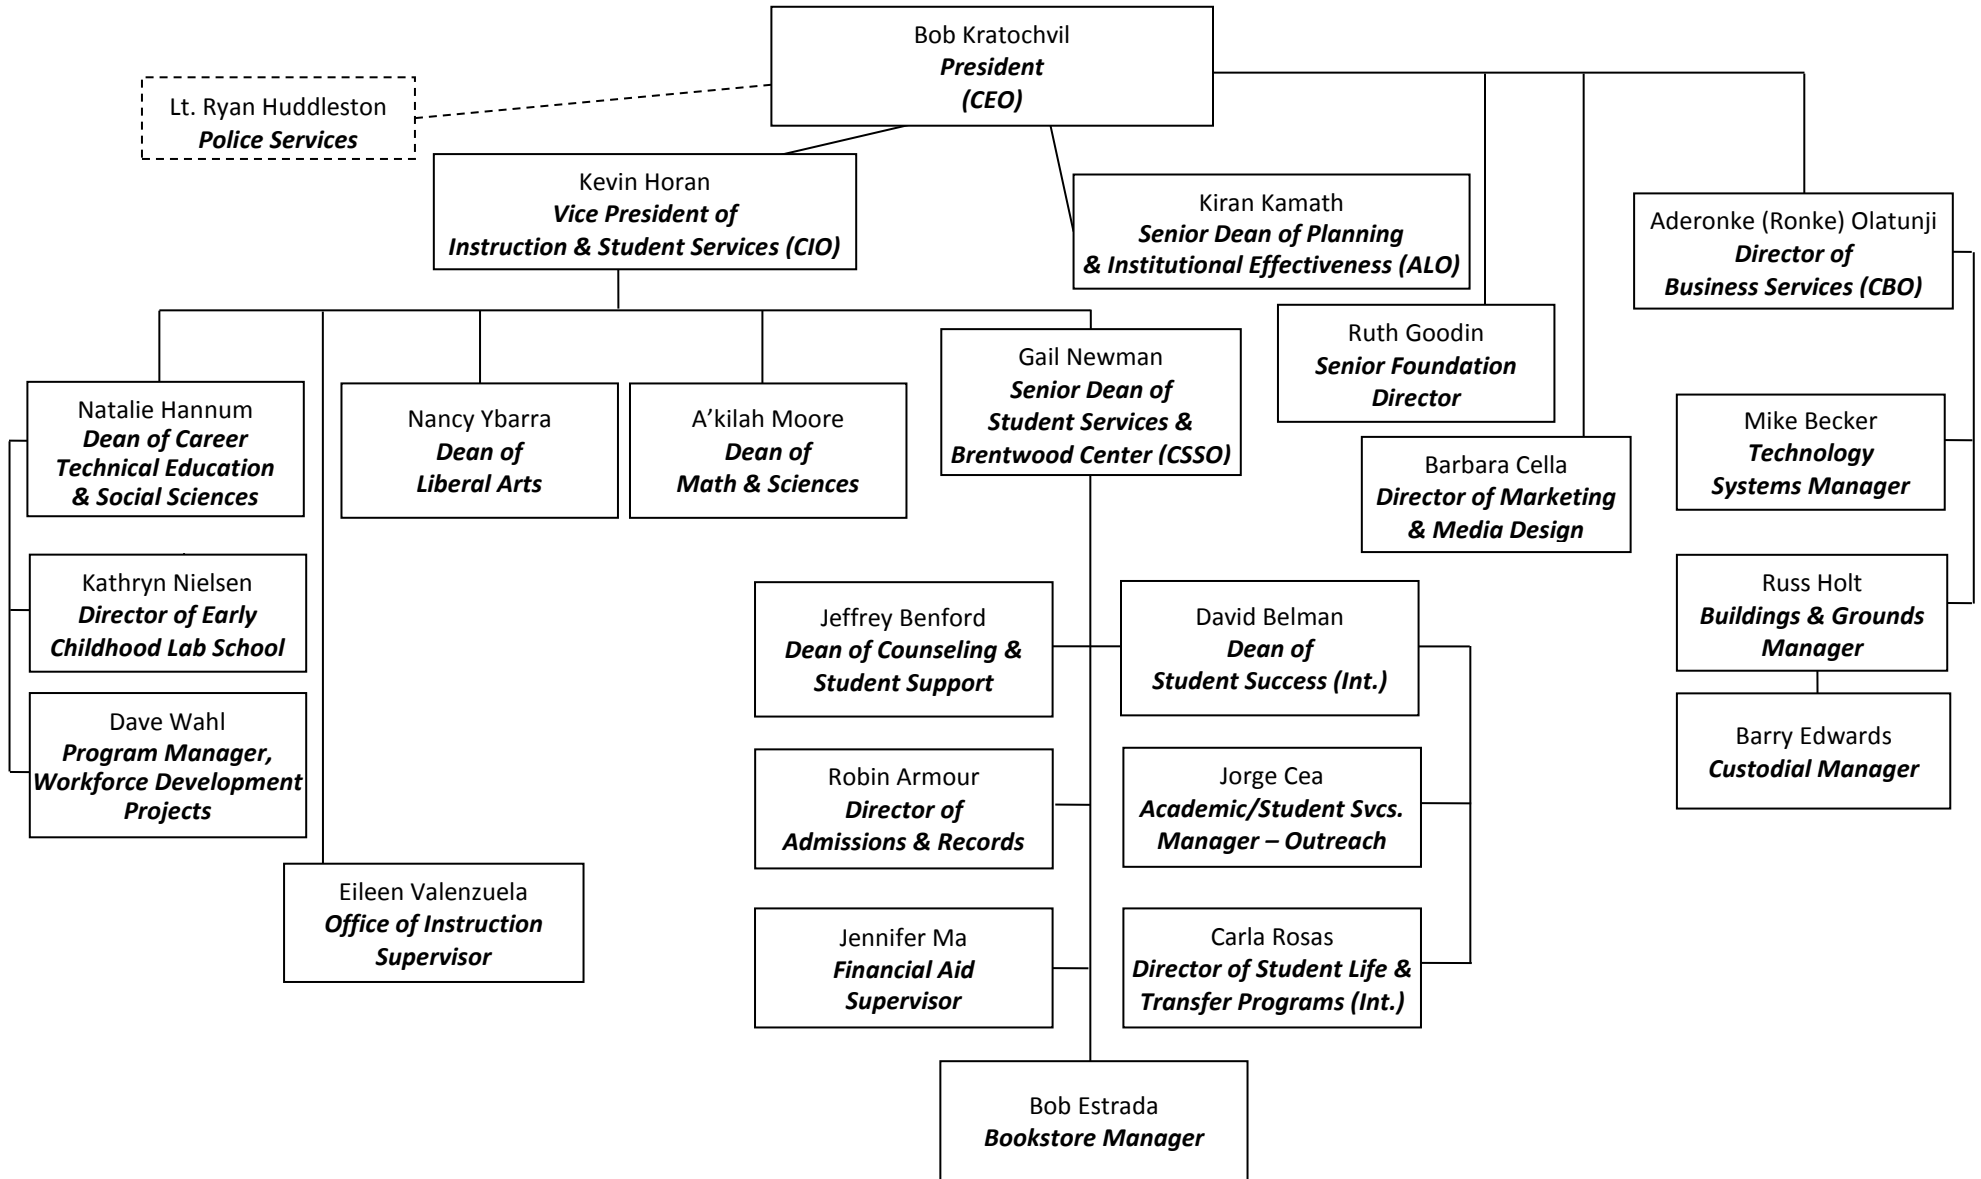 Bob Kratochvil
President
(CEO)
Lt. Ryan Huddleston
Police Services
Kevin Horan
Vice President of
Instruction & Student Services (CIO)
Kiran Kamath
Senior Dean of Planning
& Institutional Effectiveness (ALO)
Aderonke (Ronke) Olatunji
Director of
Business Services (CBO)
Ruth Goodin
Senior Foundation
Director
Gail Newman
Senior Dean of
Student Services &
Brentwood Center (CSSO)
Natalie Hannum
Dean of Career
Technical Education
& Social Sciences
Nancy Ybarra
Dean of
Liberal Arts
A’kilah Moore
Dean of
Math & Sciences
Barbara Cella
Director of Marketing
& Media Design
Mike Becker
Technology
Systems Manager
Kathryn Nielsen
Director of Early
Childhood Lab School
Jeffrey Benford
Dean of Counseling &
Student Support
David Belman
Dean of
Student Success (Int.)
Russ Holt
Buildings & Grounds
Manager
Dave Wahl
Program Manager,
Workforce Development
Projects
Robin Armour
Director of
Admissions & Records
Jorge Cea
Academic/Student Svcs.
Manager – Outreach
Barry Edwards
Custodial Manager
Eileen Valenzuela
Office of Instruction
Supervisor
Jennifer Ma
Financial Aid
Supervisor
Carla Rosas
Director of Student Life &
Transfer Programs (Int.)
Bob Estrada
Bookstore Manager